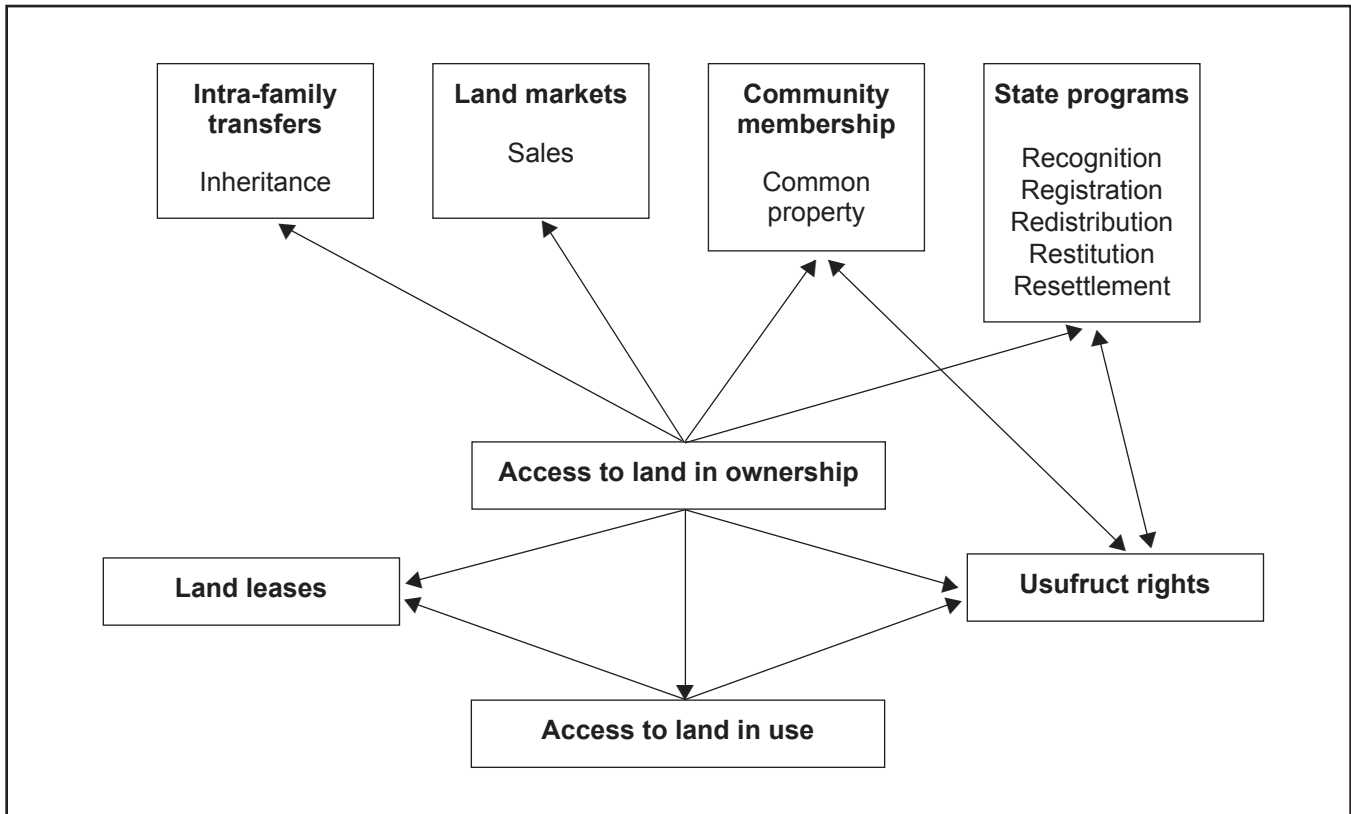 Intra-family
transfers
Inheritance
Land markets
Sales
Community
membership
Common
property
State programs
Recognition
Registration
Redistribution
Restitution
Resettlement
Access to land in ownership
Land leases
Usufruct rights
Access to land in use